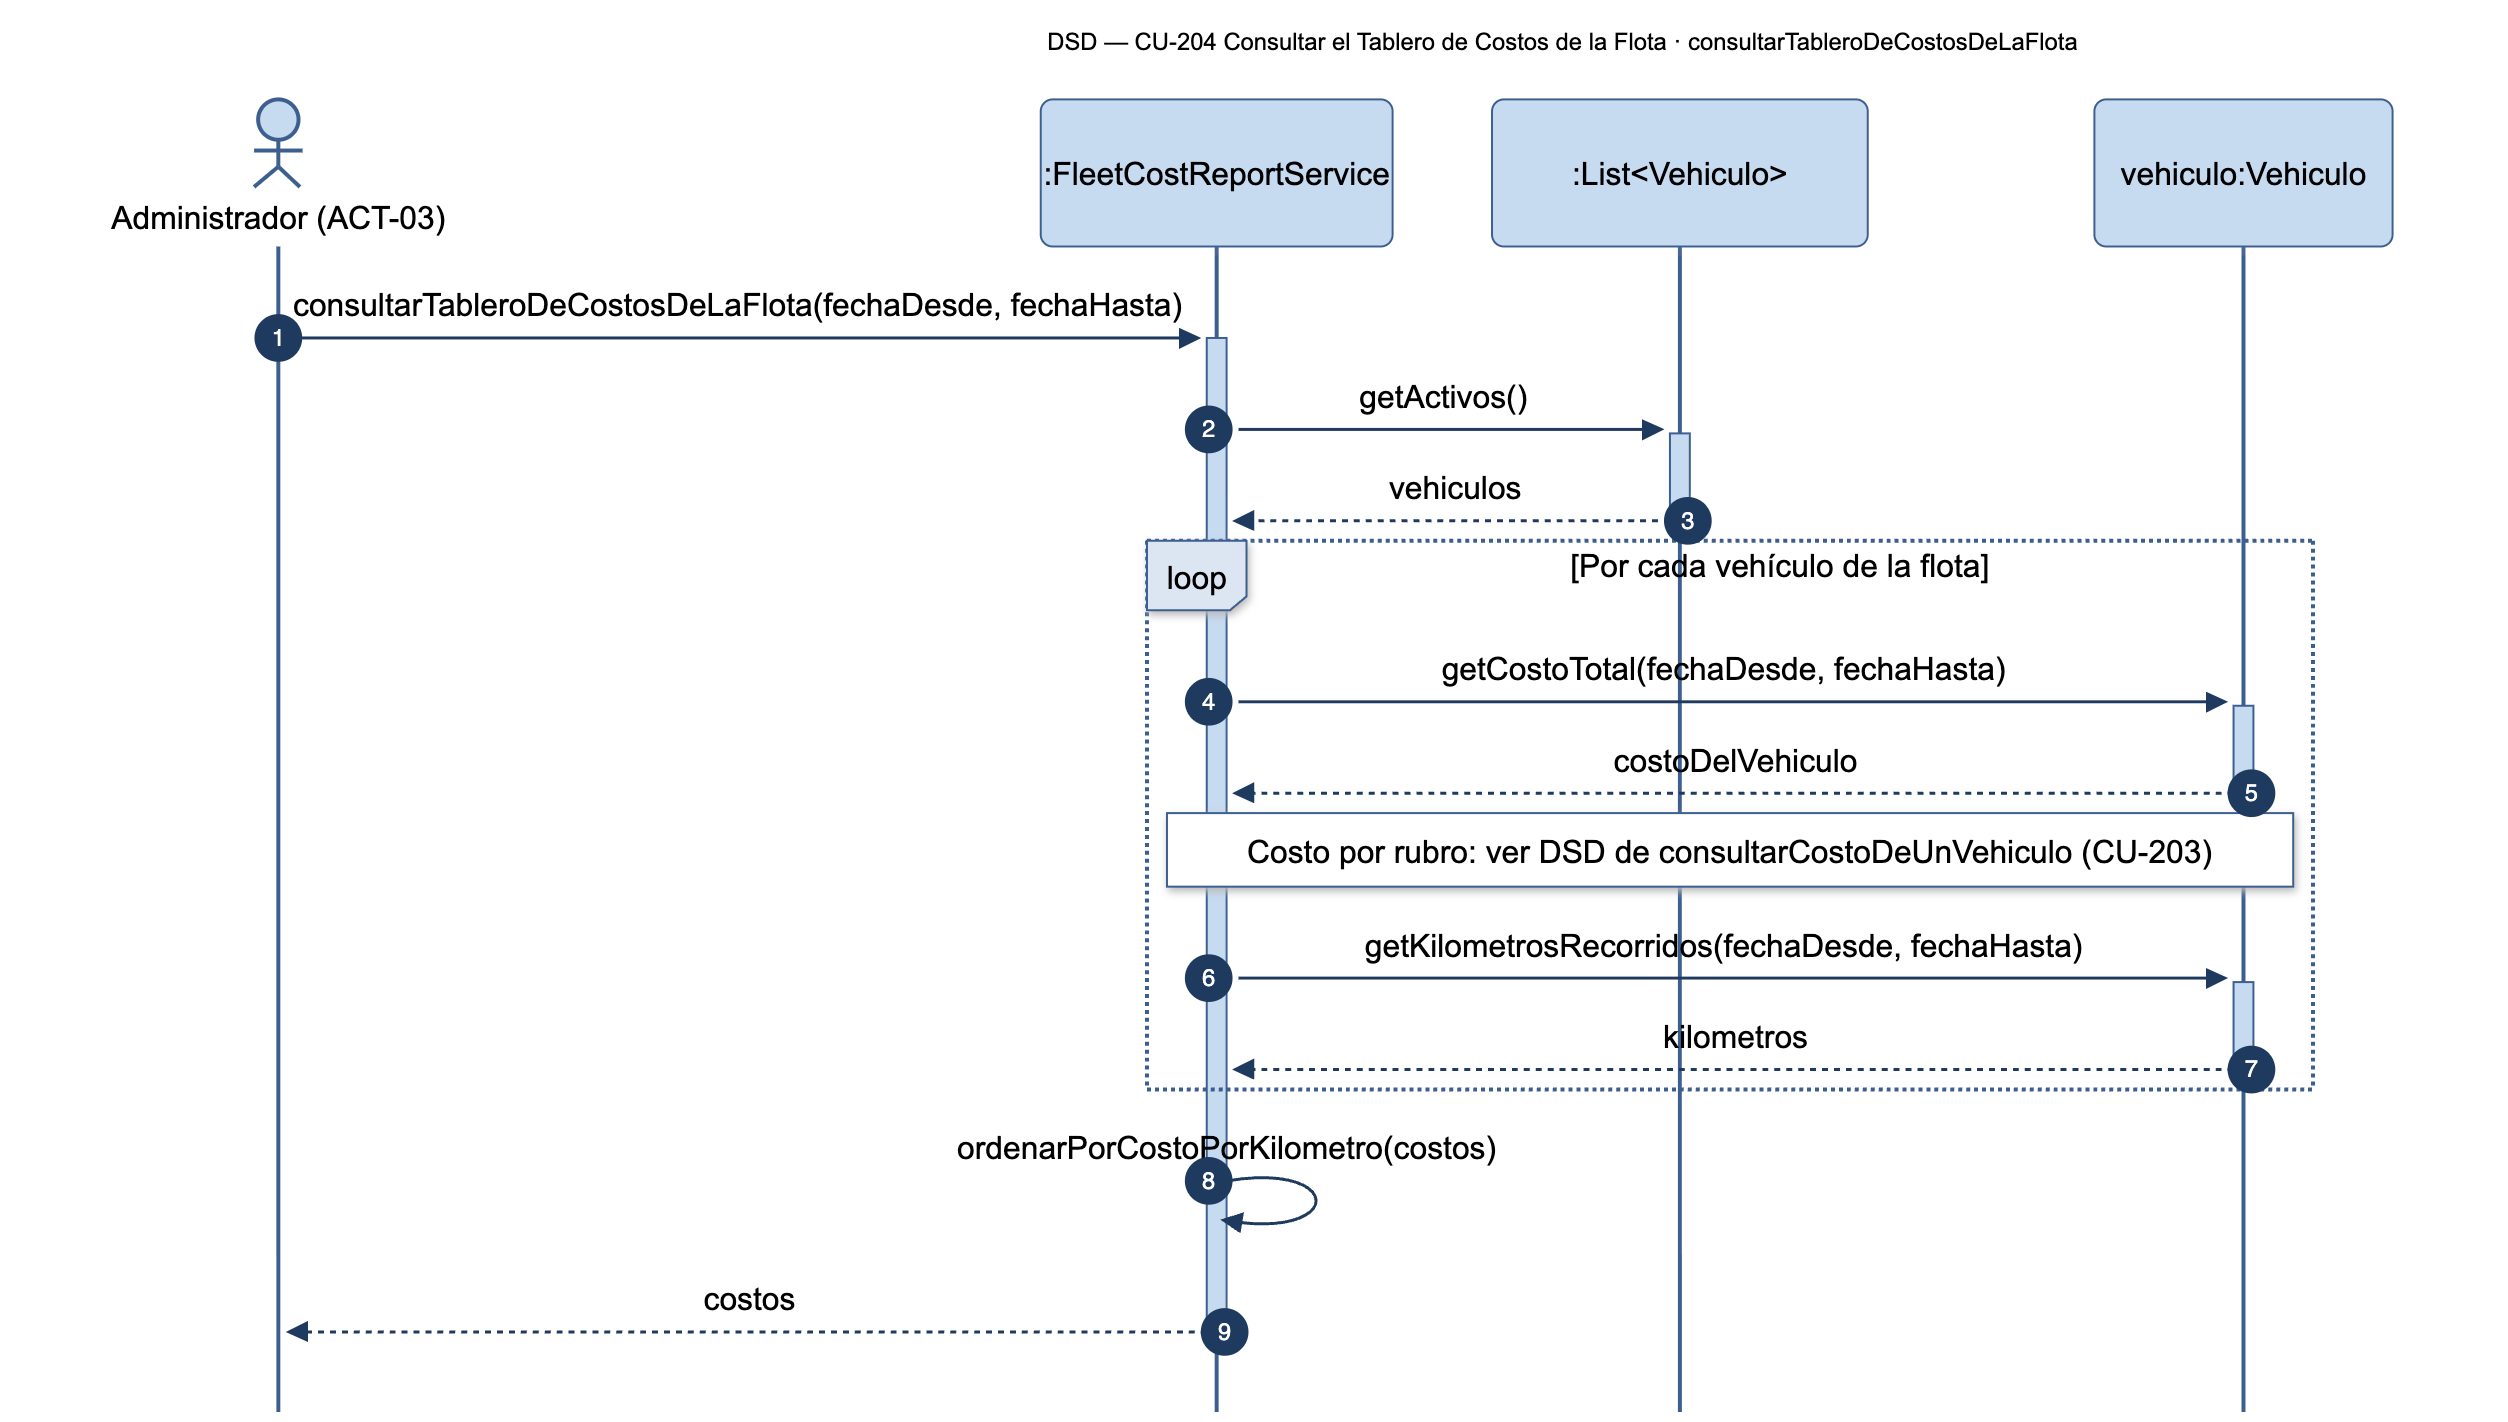 DSD — CU-204 Consultar el Tablero de Costos de la Flota · consultarTableroDeCostosDeLaFlota
Administrador (ACT-03)
:FleetCostReportService
:List<Vehiculo>
vehiculo:Vehiculo
consultarTableroDeCostosDeLaFlota(fechaDesde, fechaHasta)
1
getActivos()
2
vehiculos
3
loop
[Por cada vehículo de la flota]
getCostoTotal(fechaDesde, fechaHasta)
4
costoDelVehiculo
5
Costo por rubro: ver DSD de consultarCostoDeUnVehiculo (CU-203)
getKilometrosRecorridos(fechaDesde, fechaHasta)
6
kilometros
7
ordenarPorCostoPorKilometro(costos)
8
costos
9